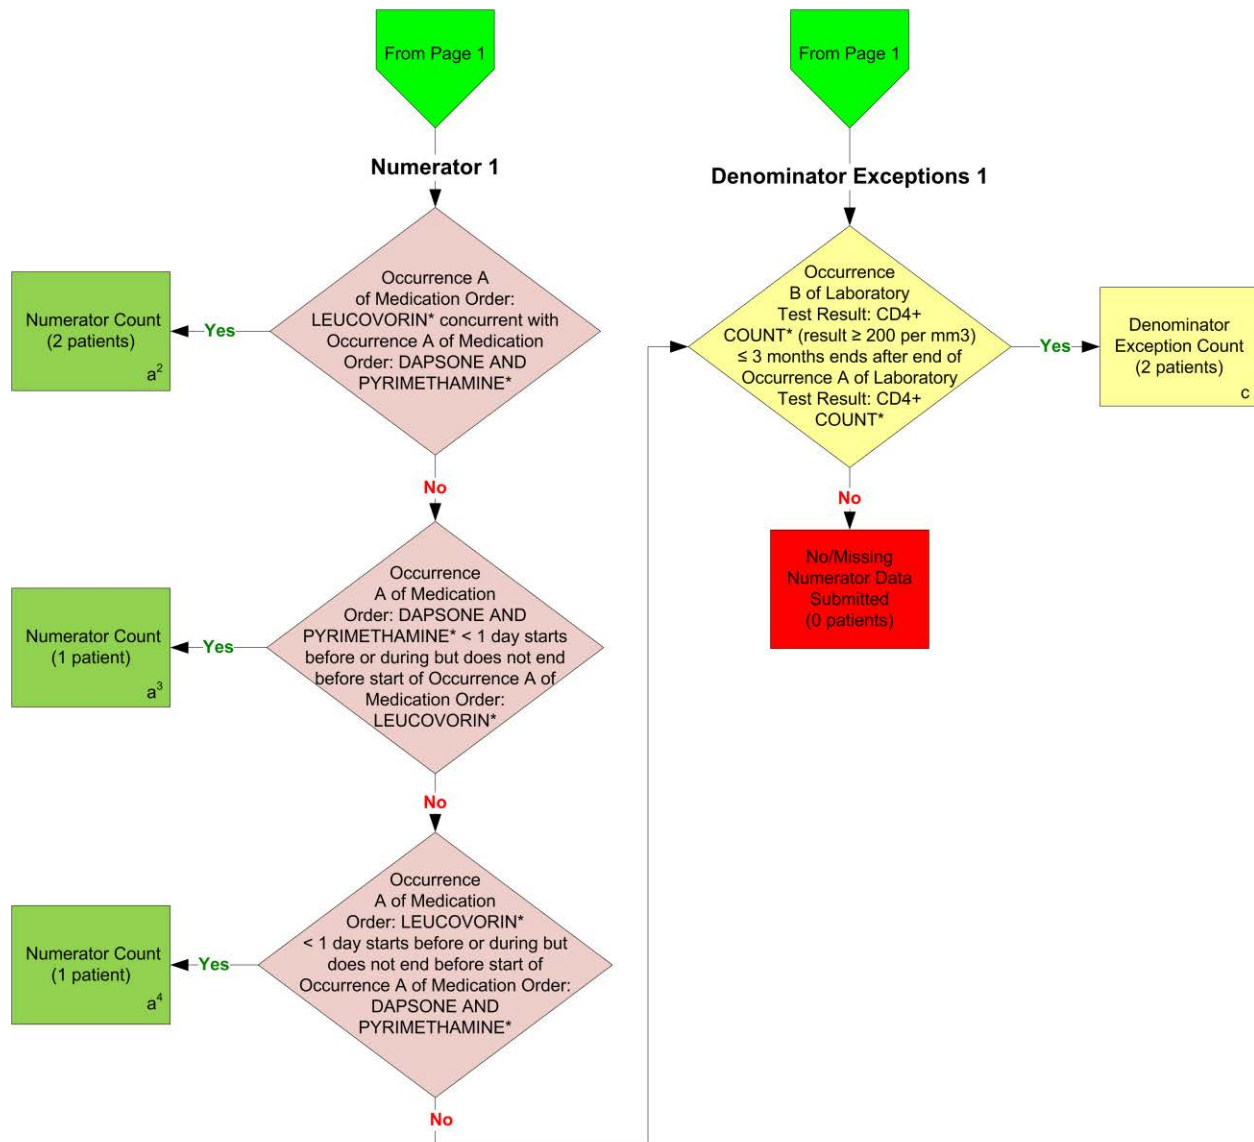 From Page 1
Numerator 1
Occurrence A
of Medication Order:
LEUCOVORIN* concurrent with
Occurrence A of Medication
Order: DAPSONE AND
PYRIMETHAMINE*
Yes
Numerator Count
(2 patients)
a²
No
Occurrence
A of Medication
Order: DAPSONE AND
PYRIMETHAMINE* < 1 day starts
before or during but does not end
before start of Occurrence A of
Medication Order:
LEUCOVORIN*
Yes
Numerator Count
(1 patient)
a³
No
Occurrence
A of Medication
Order: LEUCOVORIN*
< 1 day starts before or during but
does not end before start of
Occurrence A of Medication Order:
DAPSONE AND
PYRIMETHAMINE*
Yes
Numerator Count
(1 patient)
a⁴
No
From Page 1
Denominator Exceptions 1
Occurrence
B of Laboratory
Test Result: CD4+
COUNT* (result ≥ 200 per mm3)
≤ 3 months ends after end of
Occurrence A of Laboratory
Test Result: CD4+
COUNT*
Yes
Denominator
Exception Count
(2 patients)
c
No
No/Missing
Numerator Data
Submitted
(0 patients)